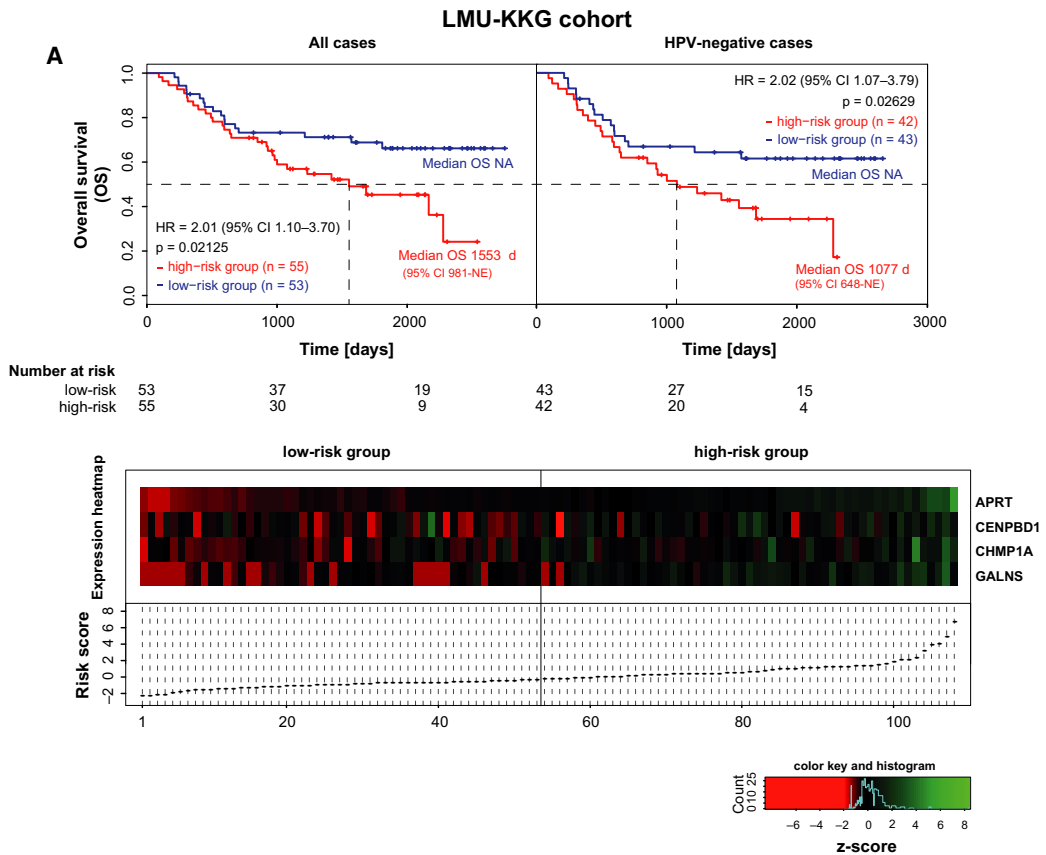 LMU-KKG cohort
A
All cases
HPV-negative cases
Overall survival
(OS)
1.0
0.8
0.6
0.4
0.2
0.0
Median OS NA
HR = 2.01 (95% CI 1.10–3.70)
p = 0.02125
high−risk group (n = 55)
low−risk group (n = 53)
Median OS 1553 d
(95% CI 981-NE)
HR = 2.02 (95% CI 1.07–3.79)
p = 0.02629
high-risk group (n = 42)
low-risk group (n = 43)
Median OS NA
Median OS 1077 d
(95% CI 648-NE)
0 1000 2000 0 1000 2000 3000
Time [days] Time [days]
Number at risk
low-risk 53 37 19 43 27 15
high-risk 55 30 9 42 20 4
low-risk group high-risk group
Expression heatmap
APRT
CENPBD1
CHMP1A
GALNS
Risk score
8
6
4
2
0
−2
1 20 40 60 80 100
color key and histogram
Count
0 10 25
−6 −4 −2 0 2 4 6 8
z-score